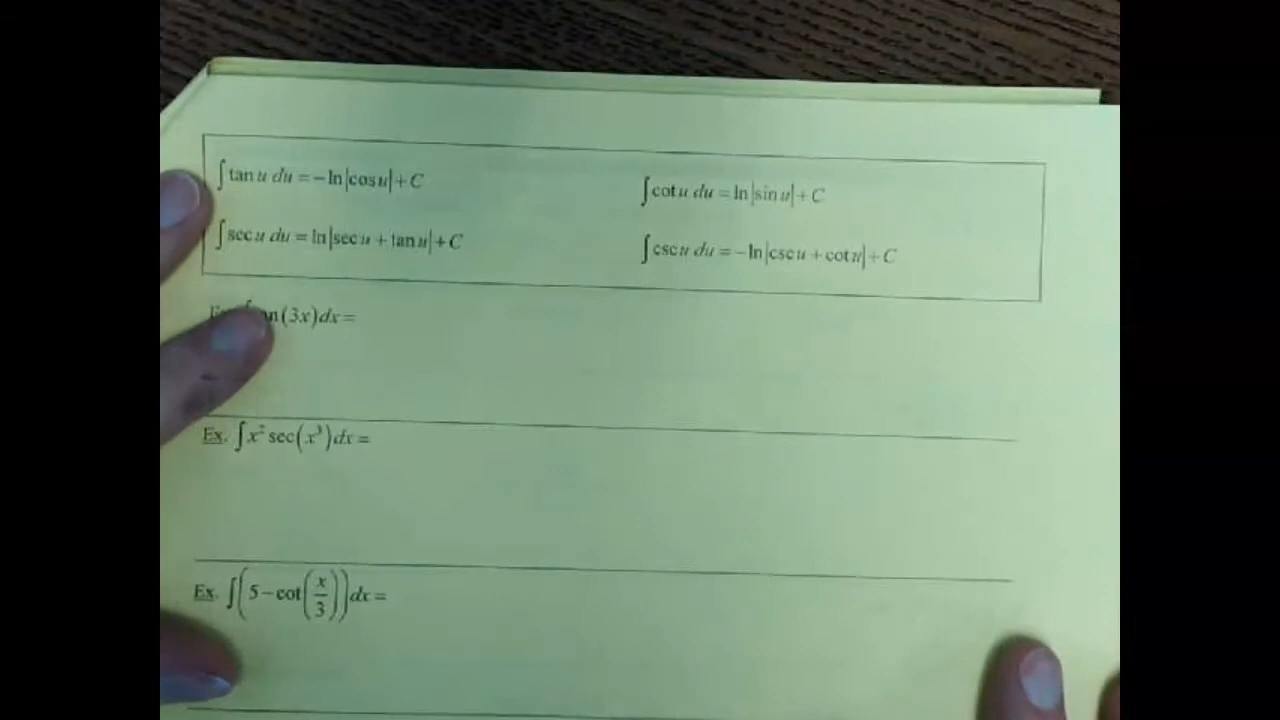 ∫tan u du = −ln|cos u| + C
∫cot u du = ln|sin u| + C
∫sec u du = ln|sec u + tan u| + C
∫csc u du = −ln|csc u + cot u| + C
(3x)dx =
Ex. ∫x² sec(x³)dx =
Ex. ∫(5 − cot(x/3))dx =